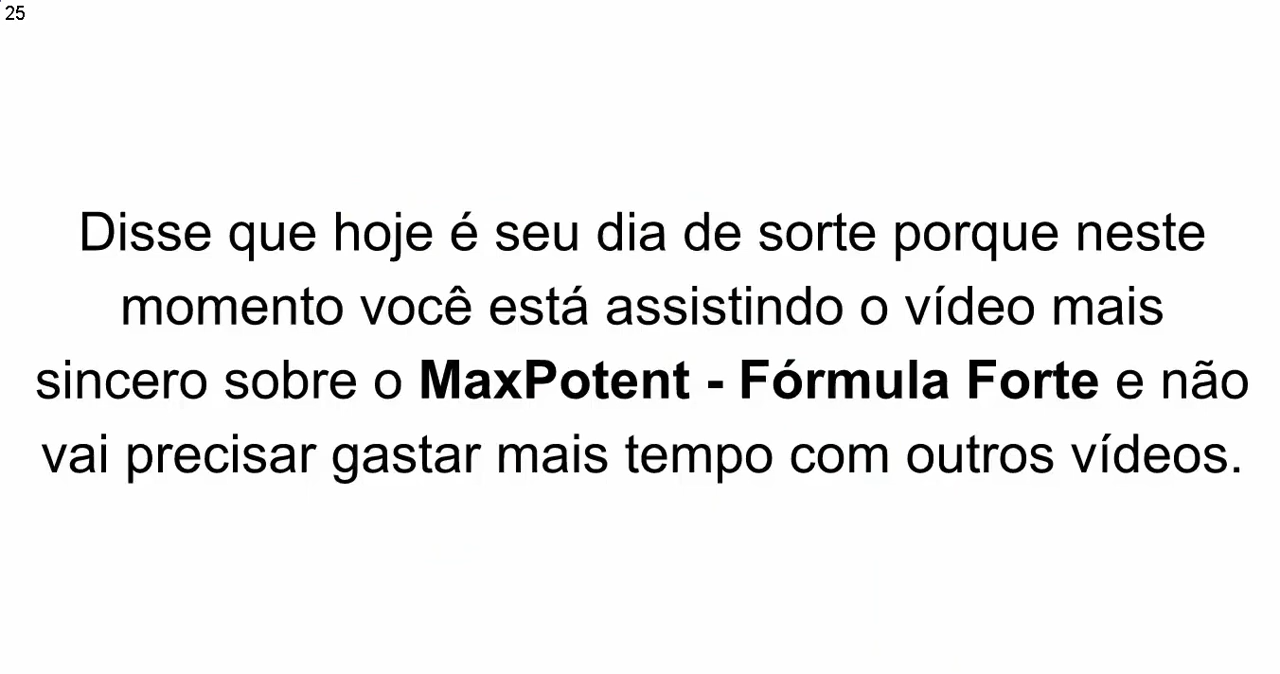 25
Disse que hoje é seu dia de sorte porque neste
momento você está assistindo o vídeo mais
sincero sobre o MaxPotent - Fórmula Forte e não
vai precisar gastar mais tempo com outros vídeos.